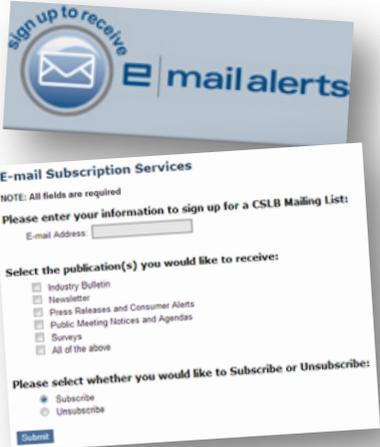 sign up to receive
E mail alerts
E-mail Subscription Services
NOTE: All fields are required
Please enter your information to sign up for a CSLB Mailing List:
E-mail Address:
Select the publication(s) you would like to receive:
Industry Bulletin
Newsletter
Press Releases and Consumer Alerts
Public Meeting Notices and Agendas
Surveys
All of the above
Please select whether you would like to Subscribe or Unsubscribe:
Subscribe
Unsubscribe
Submit